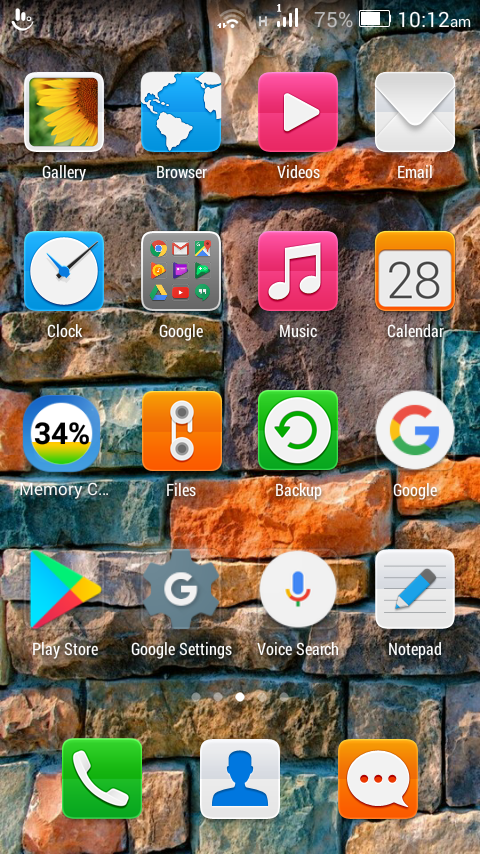 H 1 75% 10:12am
Gallery Browser Videos Email
28
Clock Google Music Calendar
34%
Memory C... Files Backup Google
Play Store Google Settings Voice Search Notepad